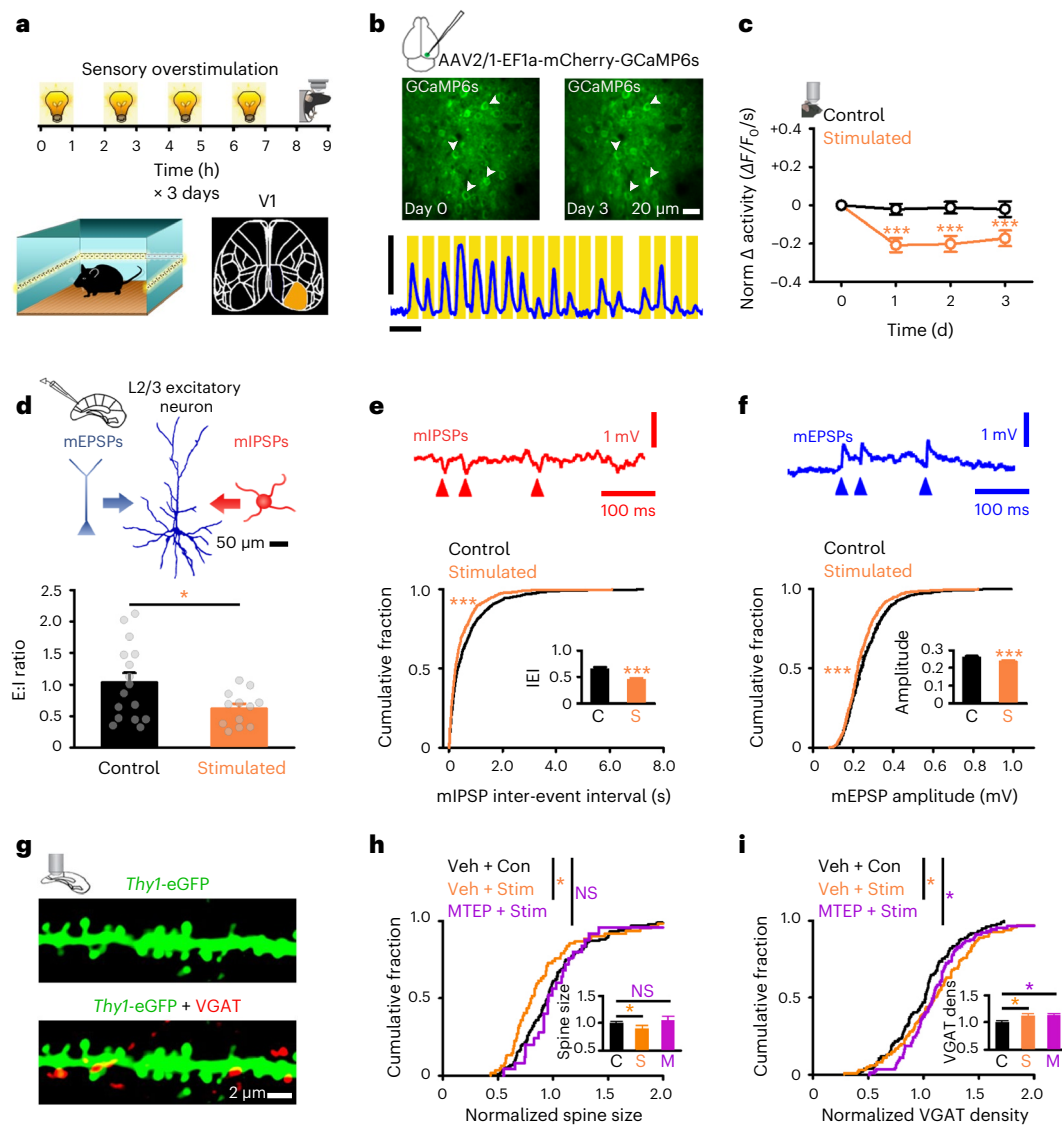 a
Sensory overstimulation
0 1 2 3 4 5 6 7 8 9
Time (h)
× 3 days
V1
b
AAV2/1-EF1a-mCherry-GCaMP6s
GCaMP6s
GCaMP6s
Day 0
Day 3
20 µm
c
Control
Stimulated
Norm Δ activity (ΔF/F0/s)
+0.4
+0.2
0
−0.2
−0.4
*** *** ***
0 1 2 3
Time (d)
d
L2/3 excitatory
neuron
mEPSPs
mIPSPs
50 µm
E:I ratio
2.5
2.0
1.5
1.0
0.5
0
*
Control
Stimulated
e
mIPSPs
1 mV
100 ms
Control
Stimulated
Cumulative fraction
1.0
0.5
0
***
IEI
1.0
0.5
0
***
C S
0 2.0 4.0 6.0 8.0
mIPSP inter-event interval (s)
f
mEPSPs
1 mV
100 ms
Control
Stimulated
Cumulative fraction
1.0
0.5
0
***
Amplitude
0.3
0.2
0.1
0
***
C S
0 0.2 0.4 0.6 0.8 1.0
mEPSP amplitude (mV)
g
Thy1-eGFP
Thy1-eGFP + VGAT
2 µm
h
Veh + Con
Veh + Stim
MTEP + Stim
*
NS
Cumulative fraction
1.0
0.5
0
Spine size
1.5
1.0
0.5
NS
*
C S M
0 0.5 1.0 1.5 2.0
Normalized spine size
i
Veh + Con
Veh + Stim
MTEP + Stim
*
*
Cumulative fraction
1.0
0.5
0
VGAT dens
1.5
1.0
0.5
*
*
C S M
0 0.5 1.0 1.5 2.0
Normalized VGAT density